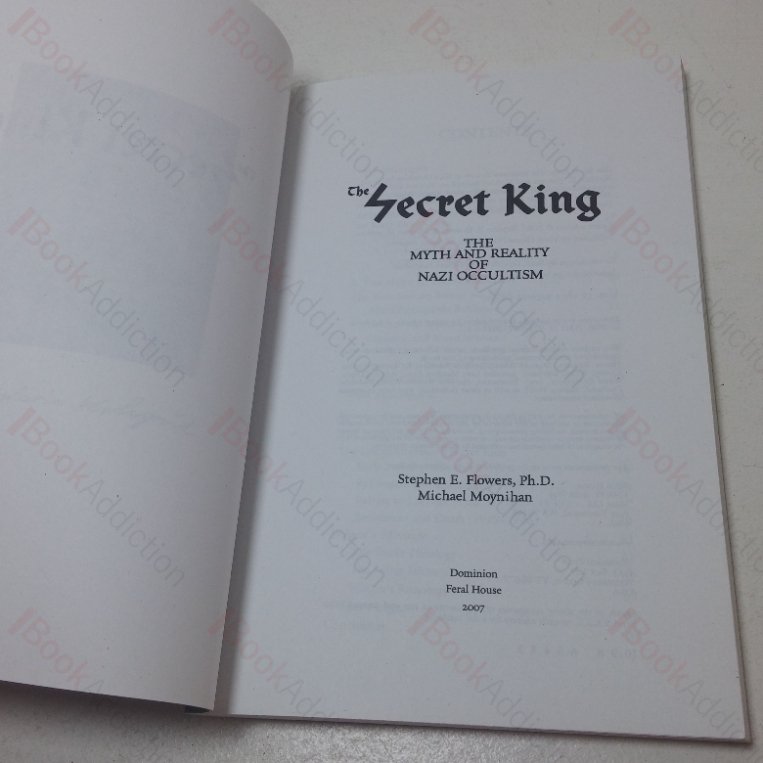 The Secret King
THE
MYTH AND REALITY
OF
NAZI OCCULTISM
Stephen E. Flowers, Ph.D.
Michael Moynihan
Dominion
Feral House
2007
BookAddiction